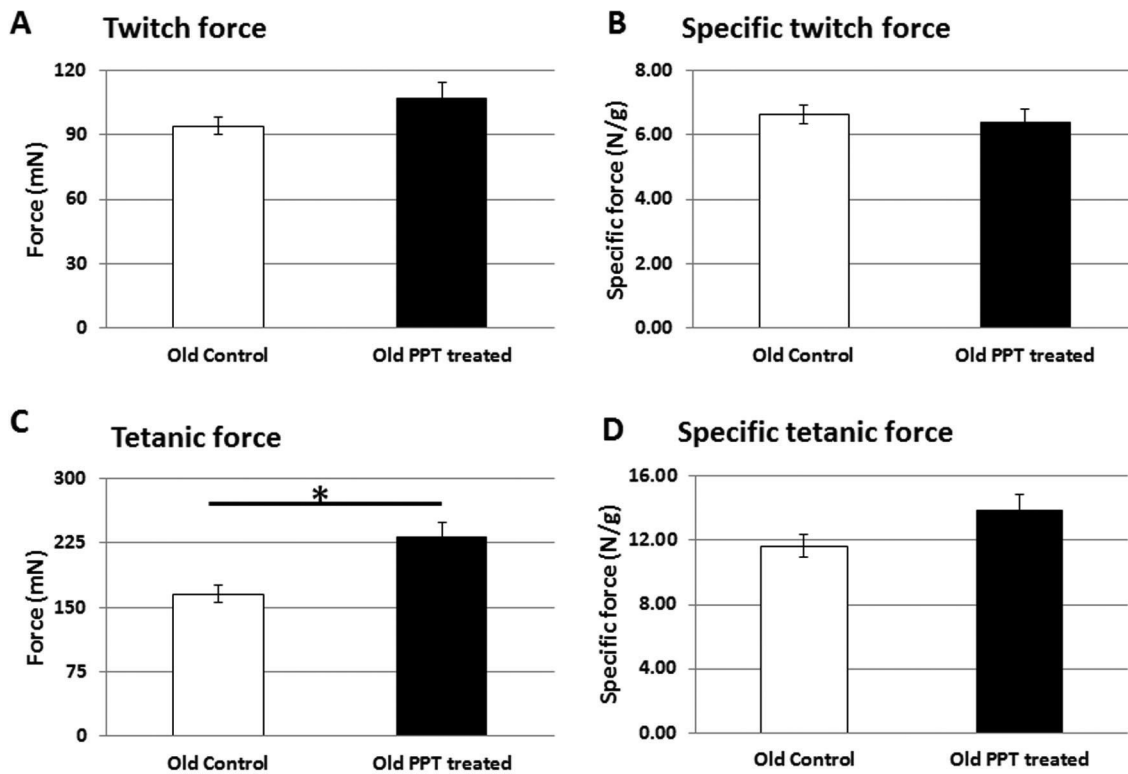 A Twitch force
120
90
60
30
0
Force (mN)
Old Control Old PPT treated
B Specific twitch force
8.00
6.00
4.00
2.00
0.00
Specific force (N/g)
Old Control Old PPT treated
C Tetanic force
300
225
150
75
0
Force (mN)
*
Old Control Old PPT treated
D Specific tetanic force
16.00
12.00
8.00
4.00
0.00
Specific force (N/g)
Old Control Old PPT treated